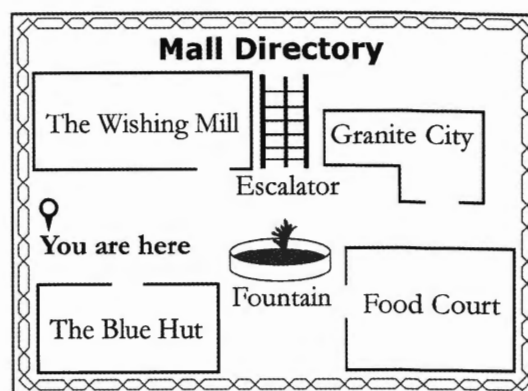 Mall Directory
The Wishing Mill
Granite City
Escalator
You are here
Fountain
Food Court
The Blue Hut